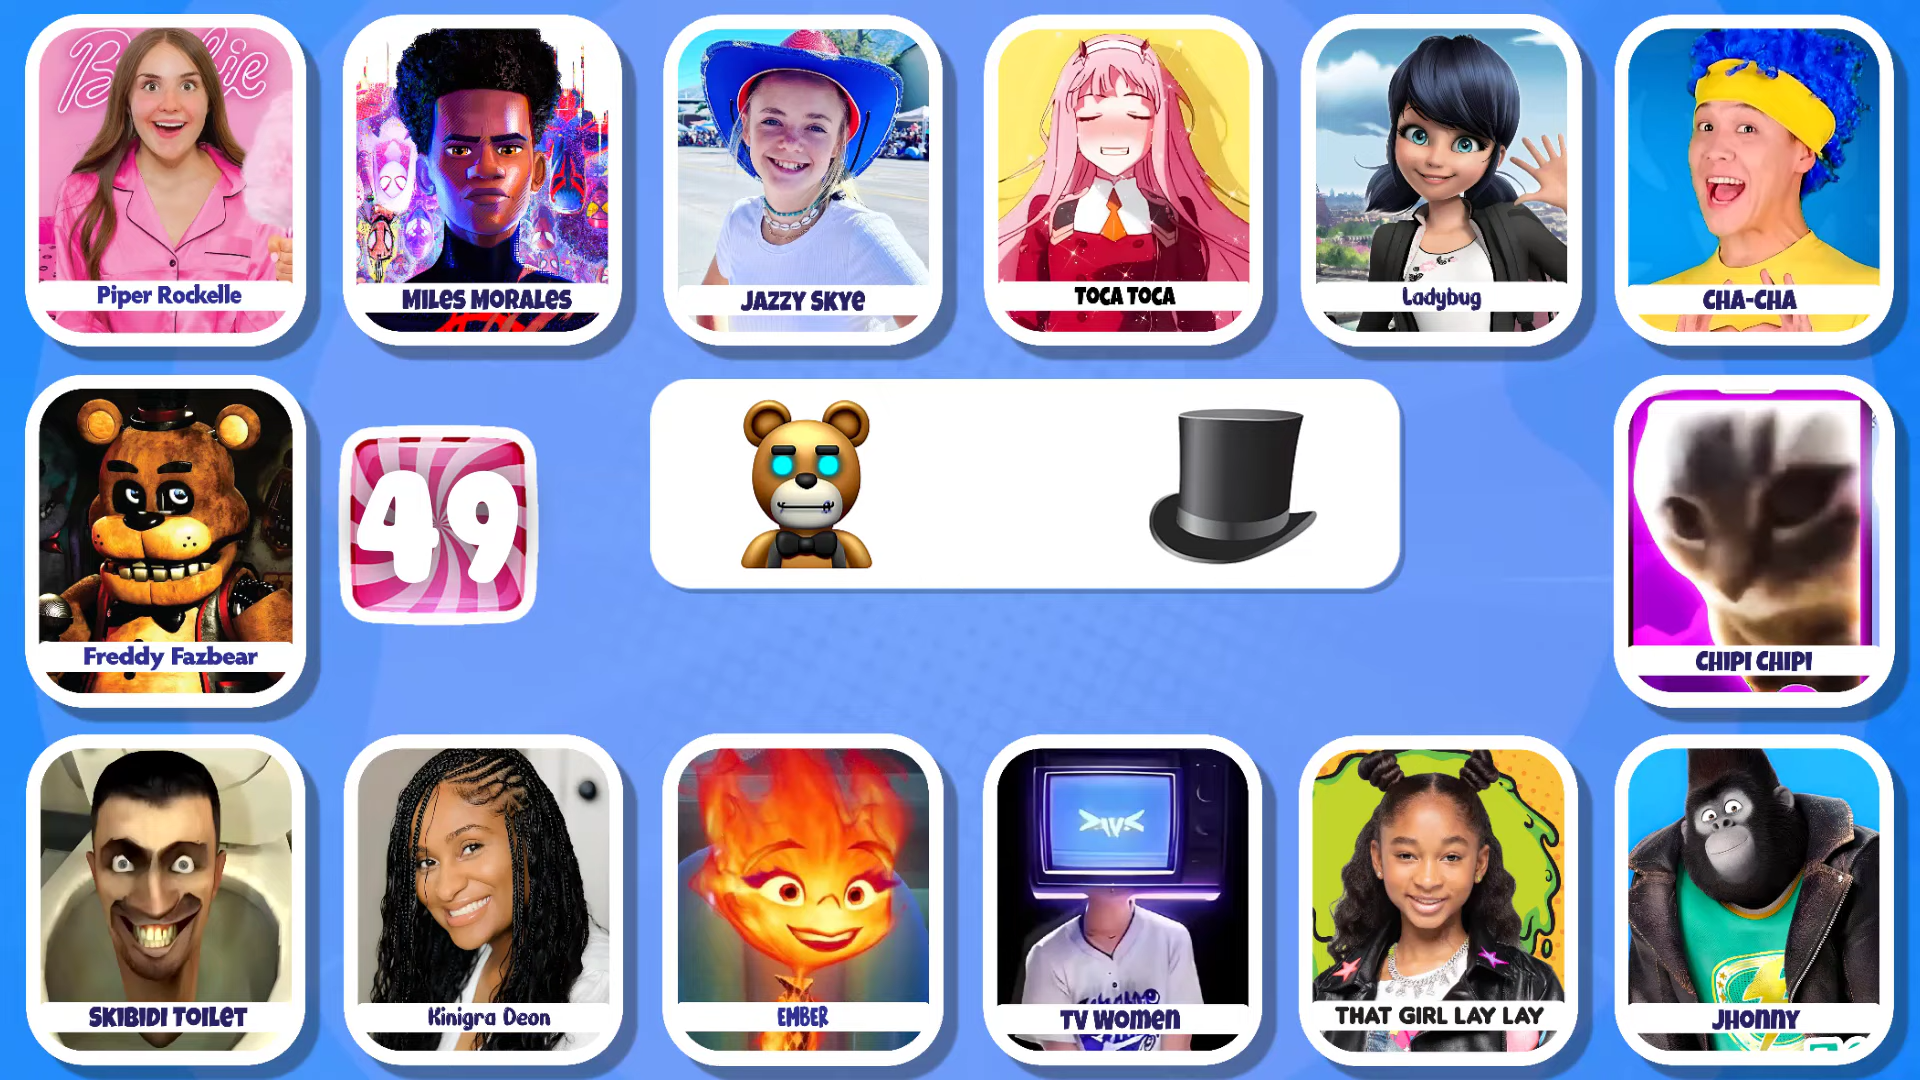 Barbie
Piper Rockelle
MILES MORALES
JAZZY SKYE
TOCA TOCA
Ladybug
CHA-CHA
Freddy Fazbear
49
CHIPI CHIPI
SKIBIDI TOILET
Kinigra Deon
EMBER
TV WOMEN
THAT GIRL LAY LAY
JHONNY